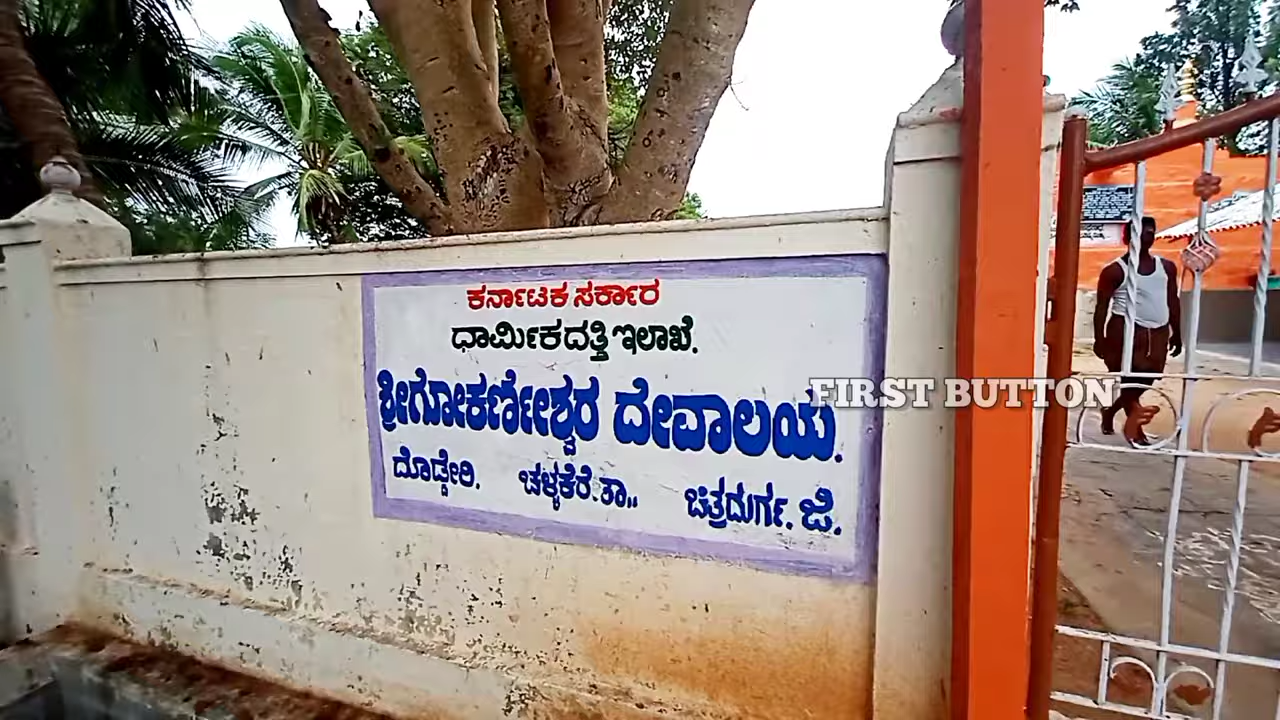 ಕರ್ನಾಟಕ ಸರ್ಕಾರ
ಧಾರ್ಮಿಕದತ್ತಿ ಇಲಾಖೆ.
ಶ್ರೀಗೋಕರ್ಣೇಶ್ವರ ದೇವಾಲಯ.
ದೊಡ್ಡೇರಿ. ಚಳ್ಳಕೆರೆ.ತಾ,, ಚಿತ್ರದುರ್ಗ. ಜಿ.
FIRST BUTTON